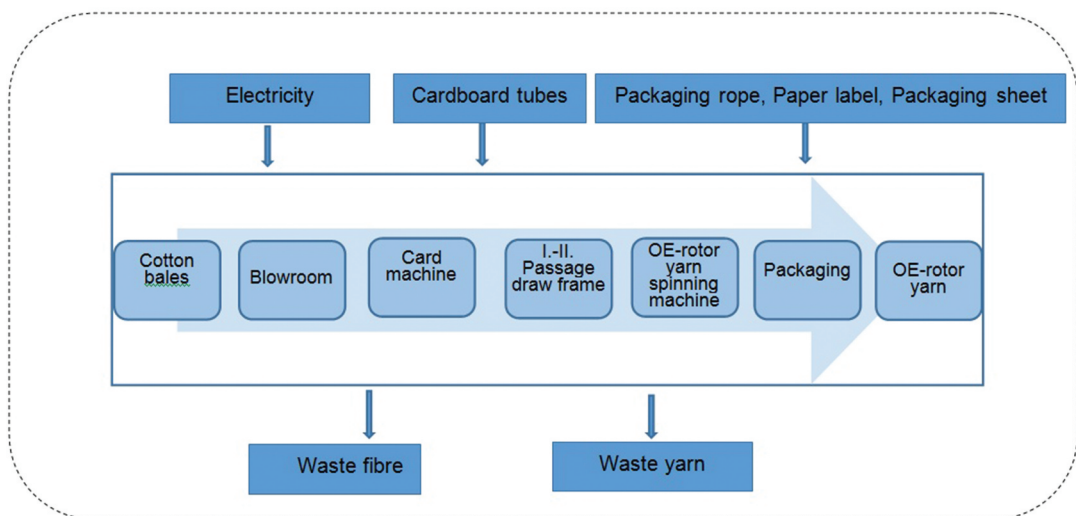 Electricity
Cardboard tubes
Packaging rope, Paper label, Packaging sheet
Cotton
bales
Blowroom
Card
machine
I.-II.
Passage
draw frame
OE-rotor
yarn
spinning
machine
Packaging
OE-rotor
yarn
Waste fibre
Waste yarn